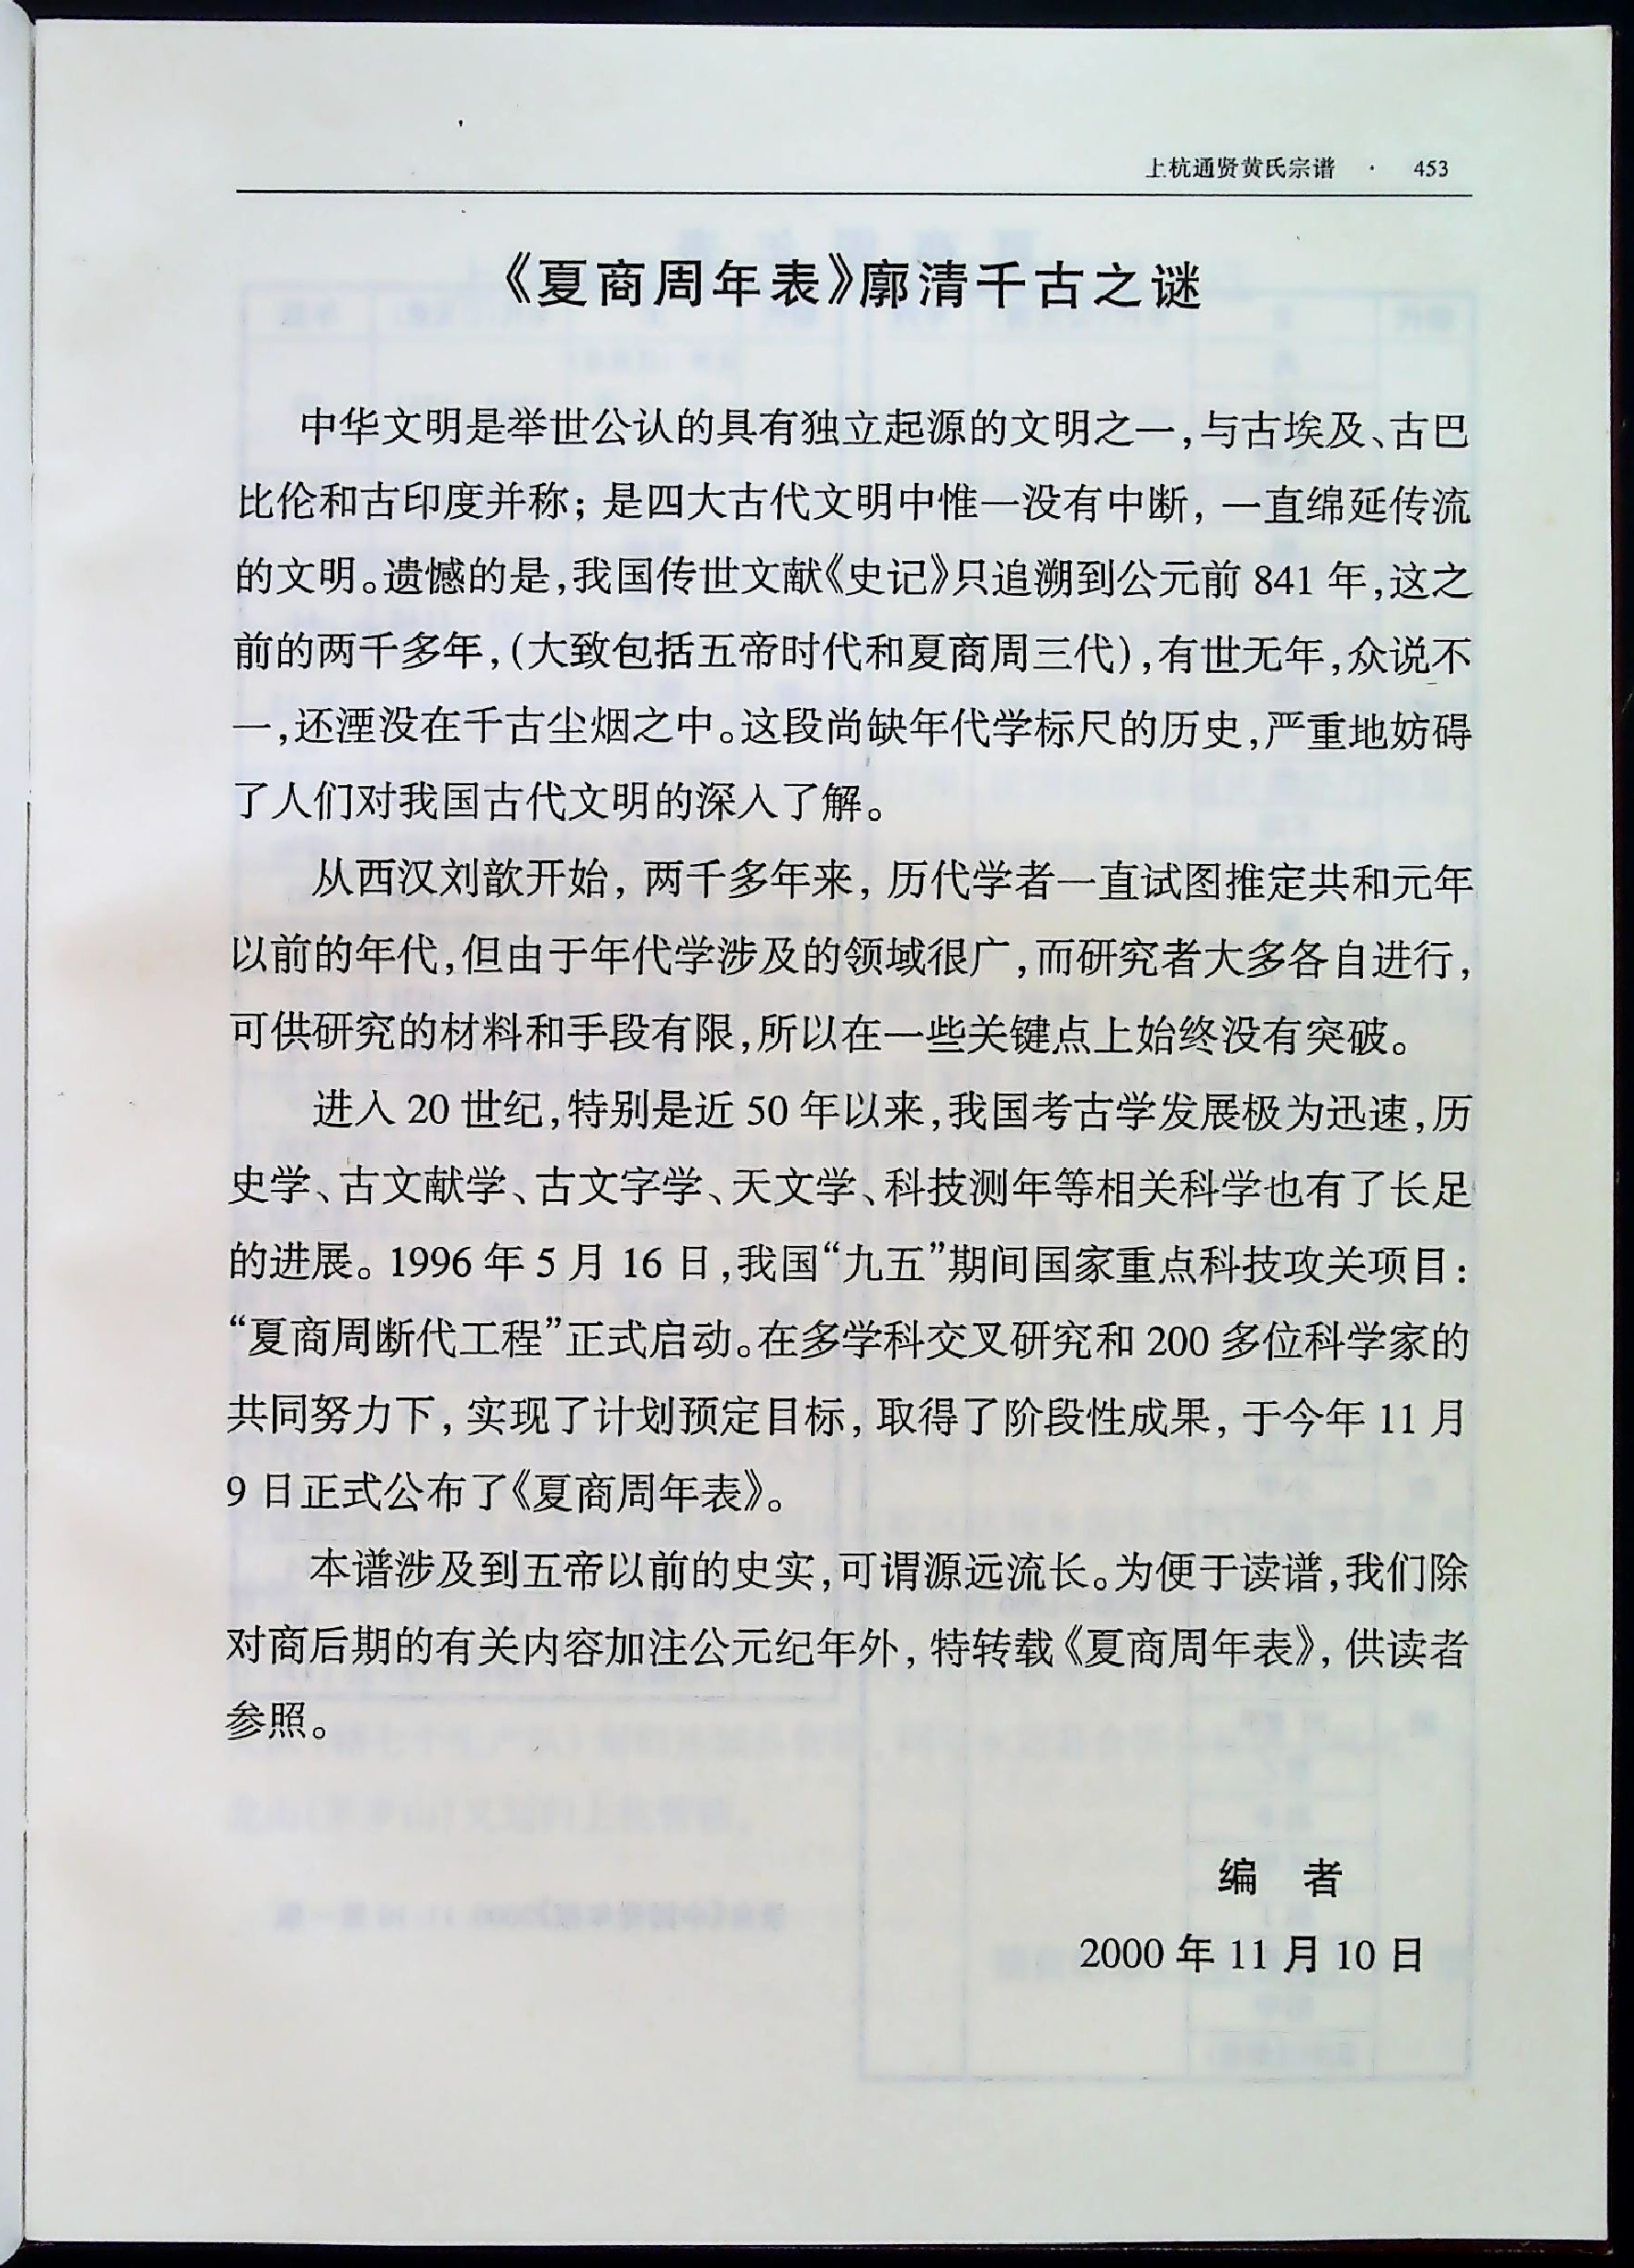 上杭通贤黄氏宗谱 · 453
《夏商周年表》廓清千古之谜
中华文明是举世公认的具有独立起源的文明之一,与古埃及、古巴
比伦和古印度并称；是四大古代文明中惟一没有中断，一直绵延传流
的文明。遗憾的是,我国传世文献《史记》只追溯到公元前 841 年,这之
前的两千多年,(大致包括五帝时代和夏商周三代),有世无年,众说不
一,还湮没在千古尘烟之中。这段尚缺年代学标尺的历史,严重地妨碍
了人们对我国古代文明的深入了解。
从西汉刘歆开始，两千多年来，历代学者一直试图推定共和元年
以前的年代,但由于年代学涉及的领域很广,而研究者大多各自进行,
可供研究的材料和手段有限,所以在一些关键点上始终没有突破。
进入 20 世纪,特别是近 50 年以来,我国考古学发展极为迅速,历
史学、古文献学、古文字学、天文学、科技测年等相关科学也有了长足
的进展。1996 年 5 月 16 日,我国“九五”期间国家重点科技攻关项目：
“夏商周断代工程”正式启动。在多学科交叉研究和 200 多位科学家的
共同努力下，实现了计划预定目标，取得了阶段性成果，于今年 11 月
9 日正式公布了《夏商周年表》。
本谱涉及到五帝以前的史实,可谓源远流长。为便于读谱,我们除
对商后期的有关内容加注公元纪年外，特转载《夏商周年表》，供读者
参照。
编 者
2000 年 11 月 10 日